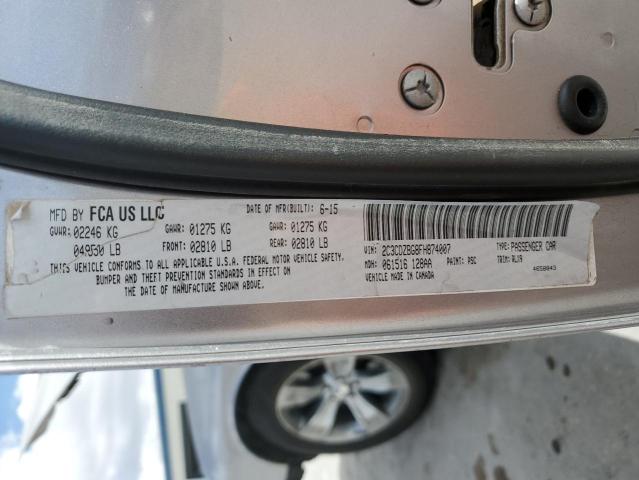 MFD BY FCA US LLC
DATE OF MFR(BUILT): 6-15
GVWR: 02246 KG GAWR: 01275 KG GAWR: 01275 KG
04950 LB FRONT: 02810 LB REAR: 02810 LB
THIS VEHICLE CONFORMS TO ALL APPLICABLE U.S.A. FEDERAL MOTOR VEHICLE SAFETY,
BUMPER AND THEFT PREVENTION STANDARDS IN EFFECT ON
THE DATE OF MANUFACTURE SHOWN ABOVE.
VIN: 2C3CDZBG8FH874007 TYPE: PASSENGER CAR
MDH: 061516 128AA PAINT: PSC TRIM: RLX9
VEHICLE MADE IN CANADA 4658043